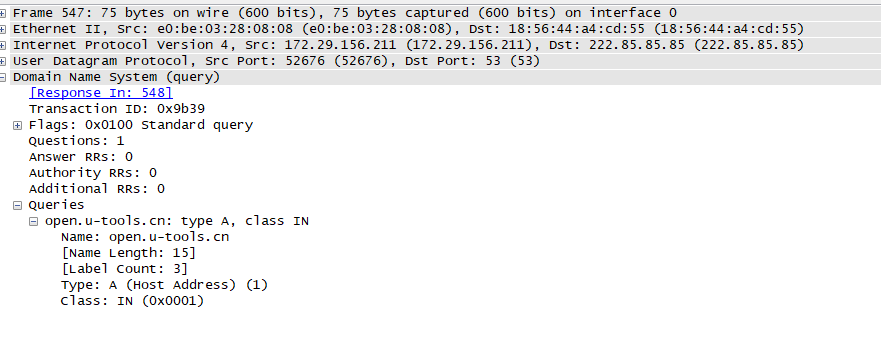 Frame 547: 75 bytes on wire (600 bits), 75 bytes captured (600 bits) on interface 0
Ethernet II, Src: e0:be:03:28:08:08 (e0:be:03:28:08:08), Dst: 18:56:44:a4:cd:55 (18:56:44:a4:cd:55)
Internet Protocol Version 4, Src: 172.29.156.211 (172.29.156.211), Dst: 222.85.85.85 (222.85.85.85)
User Datagram Protocol, Src Port: 52676 (52676), Dst Port: 53 (53)
Domain Name System (query)
[Response In: 548]
Transaction ID: 0x9b39
Flags: 0x0100 Standard query
Questions: 1
Answer RRs: 0
Authority RRs: 0
Additional RRs: 0
Queries
open.u-tools.cn: type A, class IN
Name: open.u-tools.cn
[Name Length: 15]
[Label Count: 3]
Type: A (Host Address) (1)
Class: IN (0x0001)